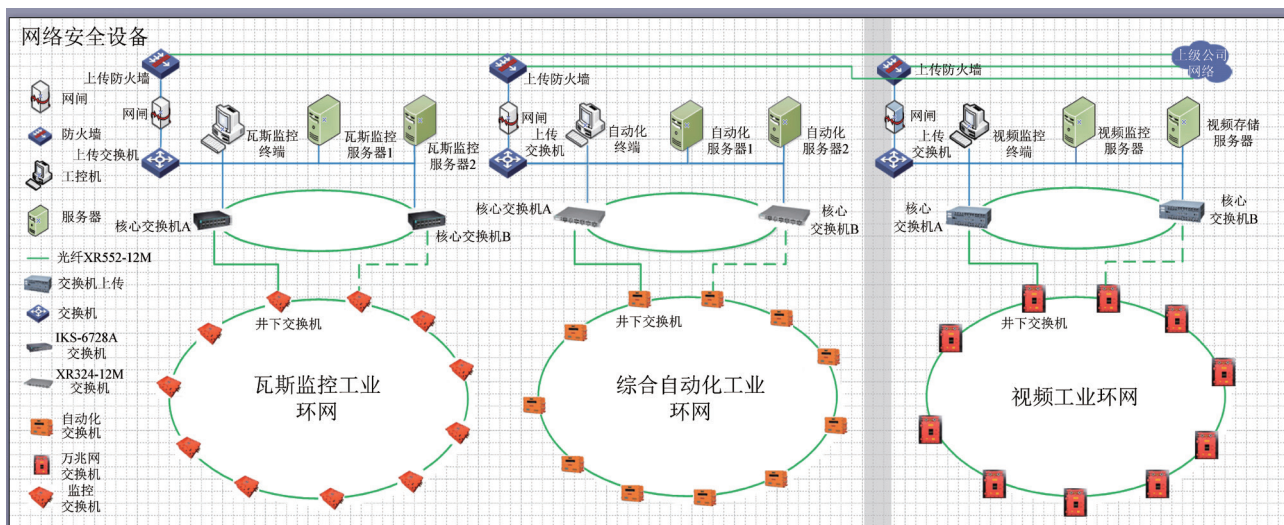 网络安全设备
网闸
防火墙
工控机
服务器
光纤XR552-12M
交换机上传
交换机
IKS-6728A
交换机
XR324-12M
交换机
自动化
交换机
万兆网
交换机
监控
交换机
上传防火墙
网闸
上传交换机
瓦斯监控
终端
瓦斯监控
服务器1
瓦斯监控
服务器2
核心交换机A
核心交换机B
井下交换机
瓦斯监控工业
环网
上传防火墙
网闸
上传
交换机
自动化
终端
自动化
服务器1
自动化
服务器2
核心交换机A
核心
交换机B
井下交换机
综合自动化工业
环网
上级公司
网络
上传防火墙
网闸
上传
交换机
视频监控
终端
视频监控
服务器
视频存储
服务器
核心
交换机A
核心
交换机B
井下交换机
视频工业环网